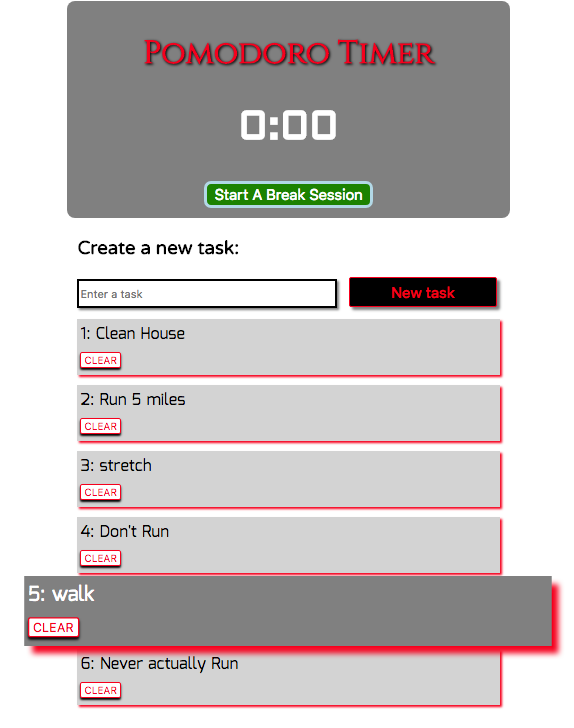 Pomodoro Timer
0:00
Start A Break Session
Create a new task:
Enter a task
New task
1: Clean House
CLEAR
2: Run 5 miles
CLEAR
3: stretch
CLEAR
4: Don't Run
CLEAR
5: walk
CLEAR
6: Never actually Run
CLEAR